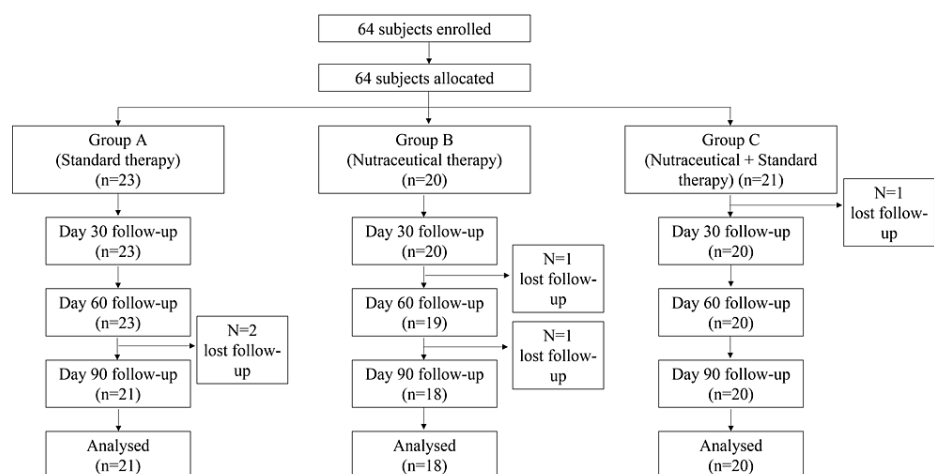 64 subjects enrolled
64 subjects allocated
Group A
(Standard therapy)
(n=23)
Group B
(Nutraceutical therapy)
(n=20)
Group C
(Nutraceutical + Standard
therapy) (n=21)
N=1
lost follow-
up
Day 30 follow-up
(n=23)
Day 30 follow-up
(n=20)
Day 30 follow-up
(n=20)
N=1
lost follow-
up
Day 60 follow-up
(n=23)
Day 60 follow-up
(n=19)
Day 60 follow-up
(n=20)
N=2
lost follow-
up
N=1
lost follow-
up
Day 90 follow-up
(n=21)
Day 90 follow-up
(n=18)
Day 90 follow-up
(n=20)
Analysed
(n=21)
Analysed
(n=18)
Analysed
(n=20)